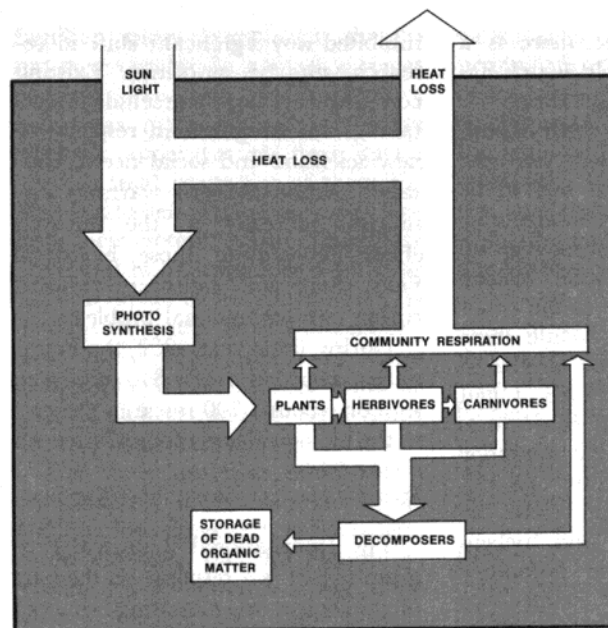 SUN
LIGHT
HEAT
LOSS
HEAT LOSS
PHOTO
SYNTHESIS
COMMUNITY RESPIRATION
PLANTS
HERBIVORES
CARNIVORES
STORAGE
OF DEAD
ORGANIC
MATTER
DECOMPOSERS